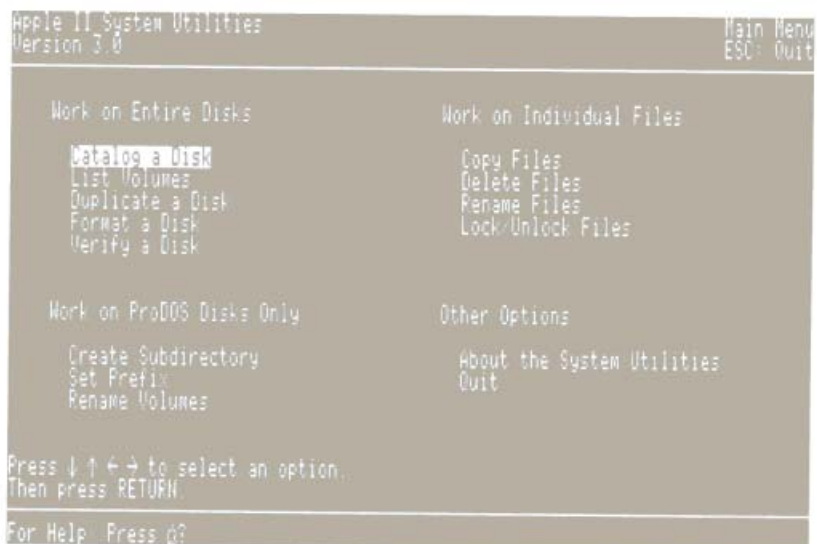 Apple II System Utilities
Version 3.0
Main Menu
ESC: Quit
Work on Entire Disks
Catalog a Disk
List Volumes
Duplicate a Disk
Format a Disk
Verify a Disk
Work on Individual Files
Copy Files
Delete Files
Rename Files
Lock/Unlock Files
Work on ProDOS Disks Only
Create Subdirectory
Set Prefix
Rename Volumes
Other Options
About the System Utilities
Quit
Press ↓ ↑ ← → to select an option.
Then press RETURN.
For Help Press ⌂?